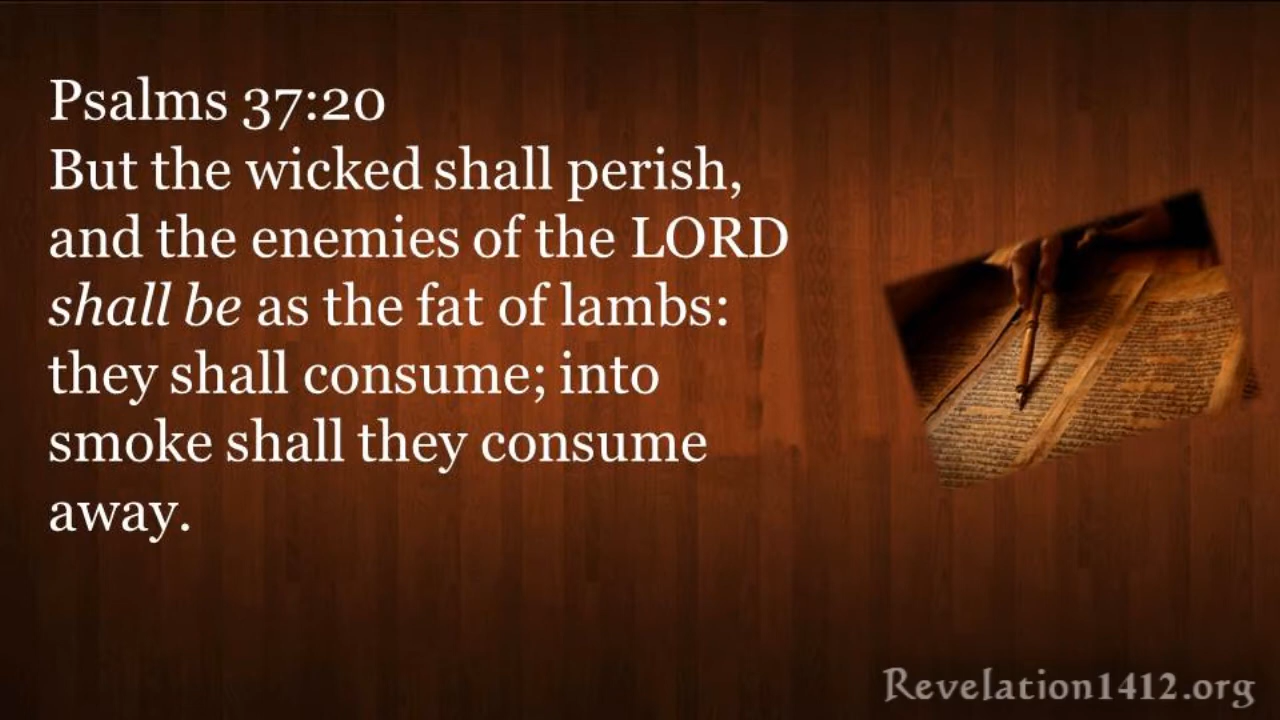 Psalms 37:20
But the wicked shall perish,
and the enemies of the LORD
shall be as the fat of lambs:
they shall consume; into
smoke shall they consume
away.
Revelation1412.org